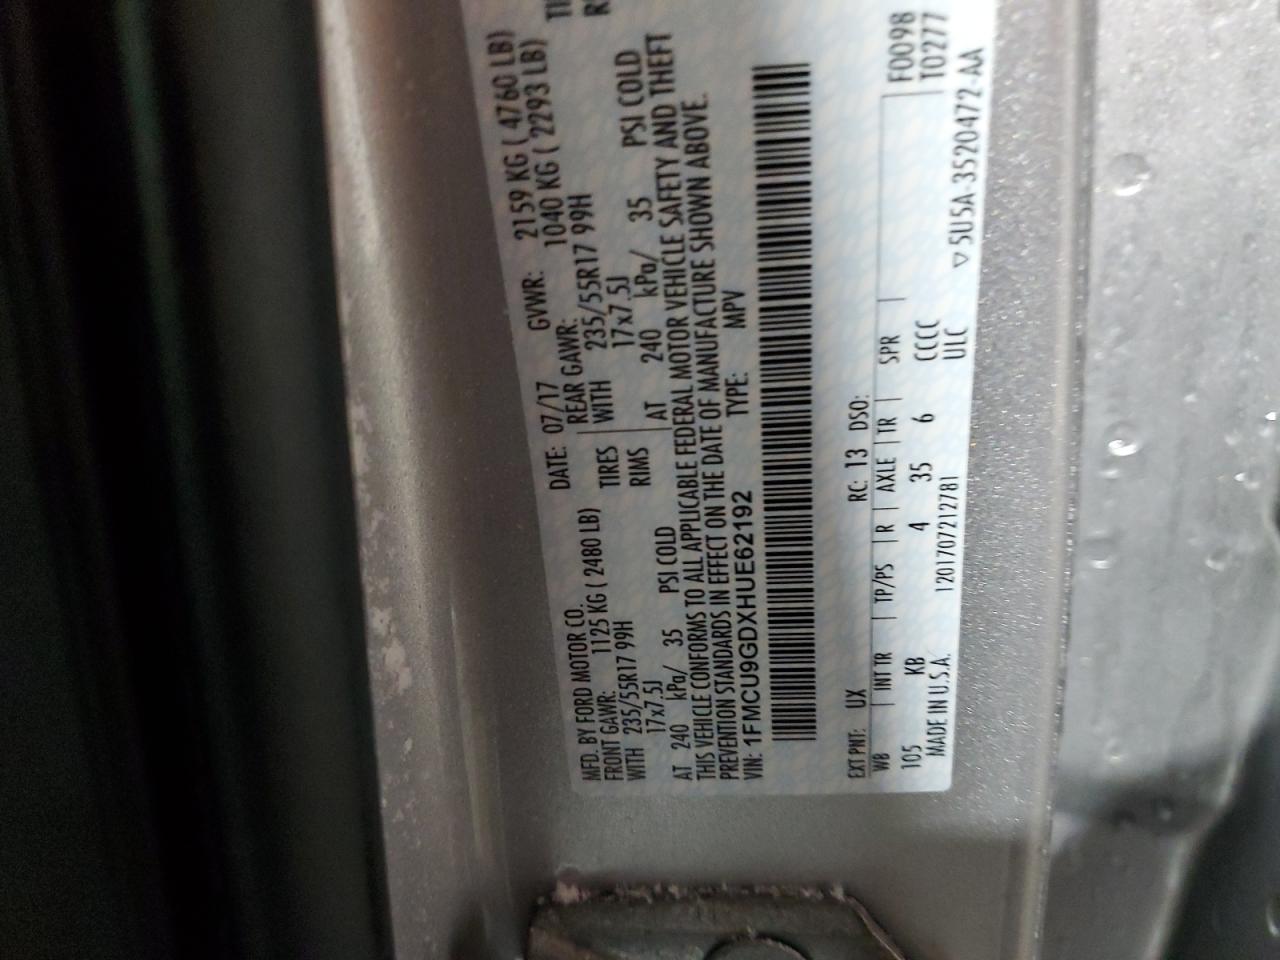 MFD. BY FORD MOTOR CO.
DATE: 07/17 GVWR: 2159 KG ( 4760 LB)
FRONT GAWR: 1125 KG ( 2480 LB) REAR GAWR: 1040 KG ( 2293 LB)
WITH 235/55R17 99H TIRES WITH 235/55R17 99H TI
17x7.5J RIMS 17x7.5J R
AT 240 kPa/ 35 PSI COLD AT 240 kPa/ 35 PSI COLD
THIS VEHICLE CONFORMS TO ALL APPLICABLE FEDERAL MOTOR VEHICLE SAFETY AND THEFT
PREVENTION STANDARDS IN EFFECT ON THE DATE OF MANUFACTURE SHOWN ABOVE.
VIN: 1FMCU9GDXHUE62192 TYPE: MPV
EXT PNT: UX RC: 13 DSO: F0098
WB INT TR TP/PS R AXLE TR SPR T0277
105 KB 4 35 6 CCCC
MADE IN U.S.A. 1201707212781 ULC ▽5U5A-3520472-AA